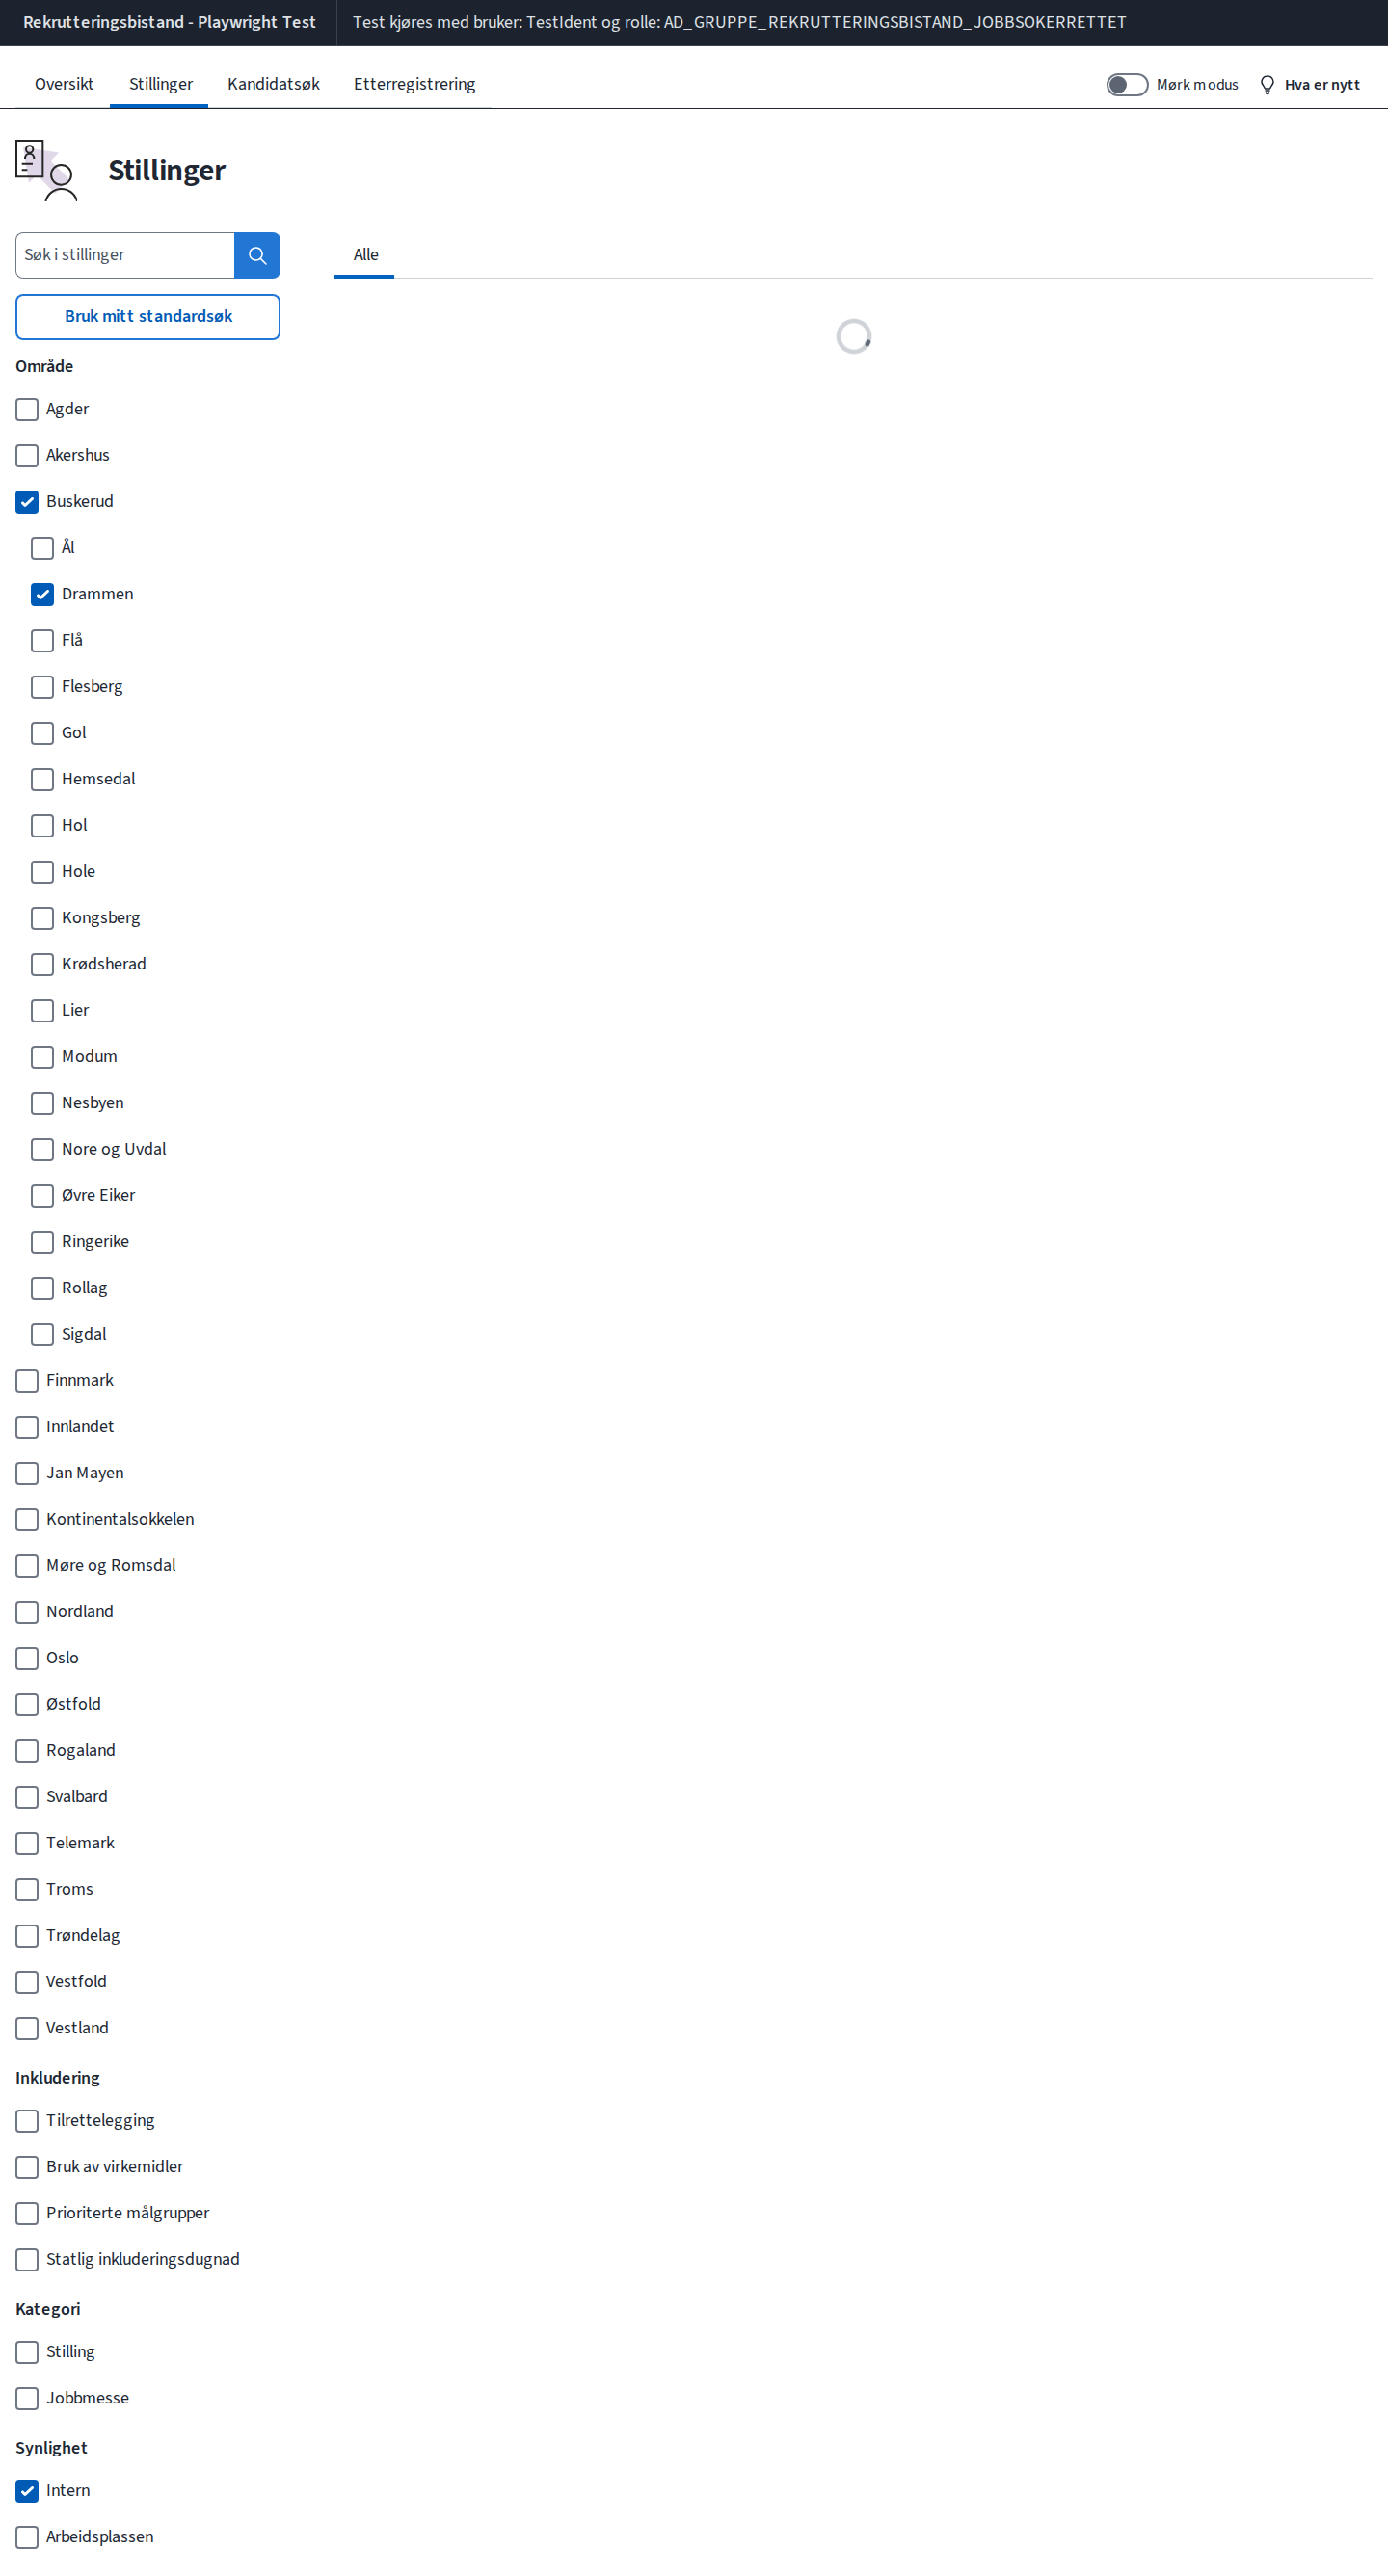 Rekrutteringsbistand - Playwright Test
Test kjøres med bruker: TestIdent og rolle: AD_GRUPPE_REKRUTTERINGSBISTAND_JOBBSOKERRETTET
Oversikt
Stillinger
Kandidatsøk
Etterregistrering
Mørk modus
Hva er nytt
Stillinger
Søk i stillinger
Alle
Bruk mitt standardsøk
Område
Agder
Akershus
Buskerud
Ål
Drammen
Flå
Flesberg
Gol
Hemsedal
Hol
Hole
Kongsberg
Krødsherad
Lier
Modum
Nesbyen
Nore og Uvdal
Øvre Eiker
Ringerike
Rollag
Sigdal
Finnmark
Innlandet
Jan Mayen
Kontinentalsokkelen
Møre og Romsdal
Nordland
Oslo
Østfold
Rogaland
Svalbard
Telemark
Troms
Trøndelag
Vestfold
Vestland
Inkludering
Tilrettelegging
Bruk av virkemidler
Prioriterte målgrupper
Statlig inkluderingsdugnad
Kategori
Stilling
Jobbmesse
Synlighet
Intern
Arbeidsplassen